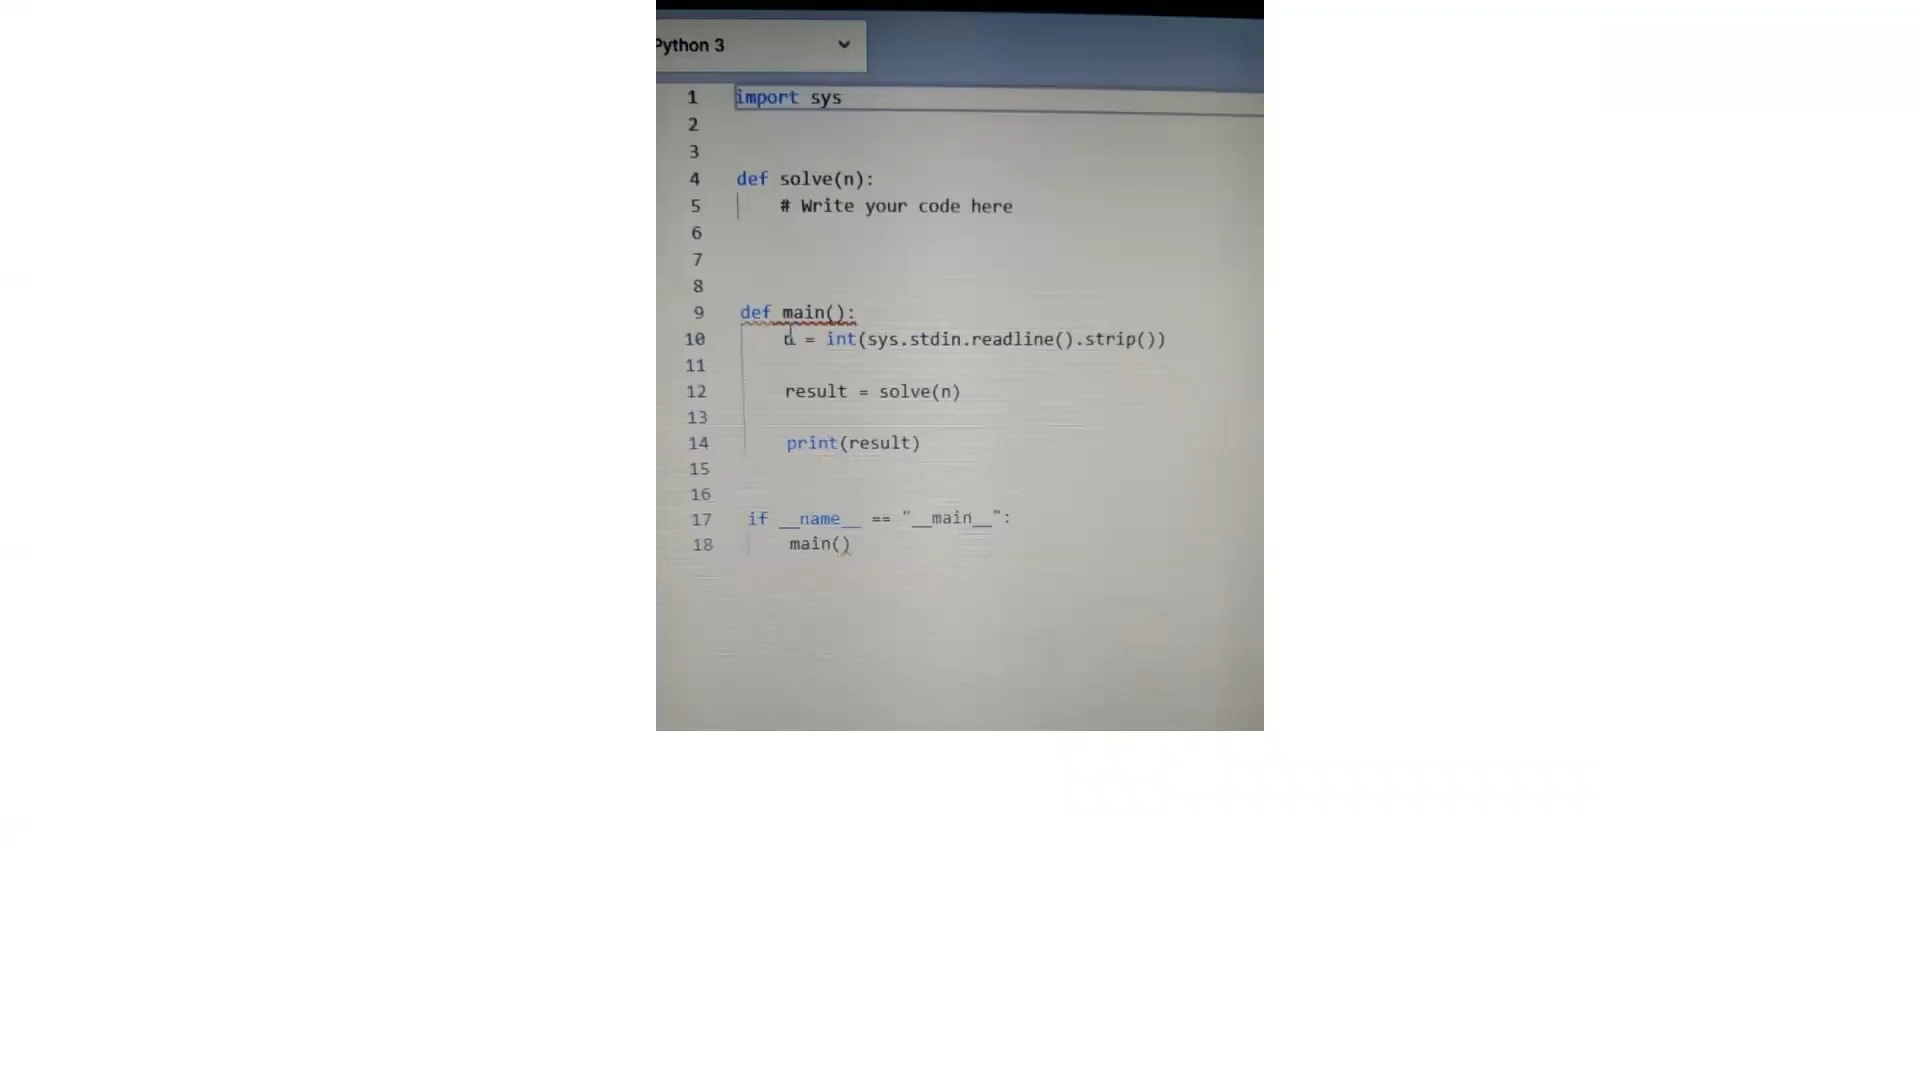 Python 3
1 import sys
2
3
4 def solve(n):
5 # Write your code here
6
7
8
9 def main():
10 n = int(sys.stdin.readline().strip())
11
12 result = solve(n)
13
14 print(result)
15
16
17 if __name__ == "__main__":
18 main()